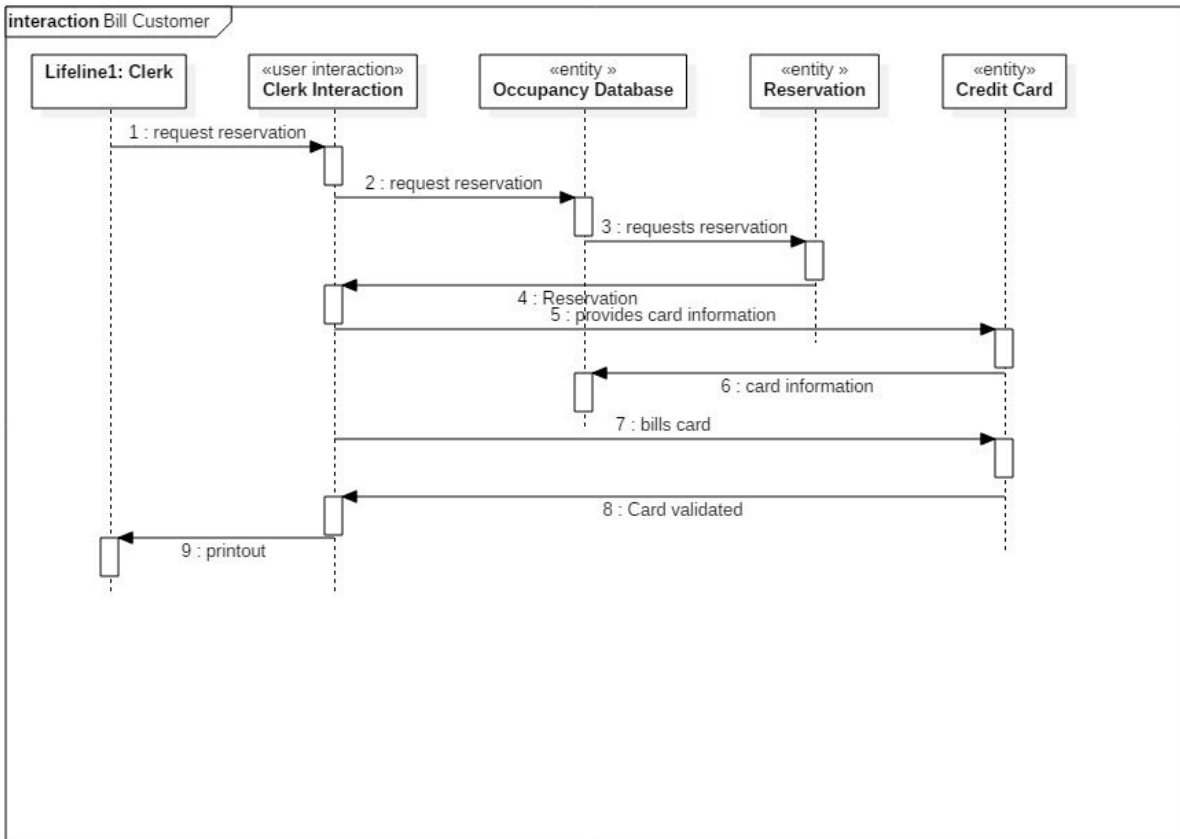 interaction Bill Customer
Lifeline1: Clerk
«user interaction»
Clerk Interaction
«entity »
Occupancy Database
«entity »
Reservation
«entity»
Credit Card
1 : request reservation
2 : request reservation
3 : requests reservation
4 : Reservation
5 : provides card information
6 : card information
7 : bills card
8 : Card validated
9 : printout